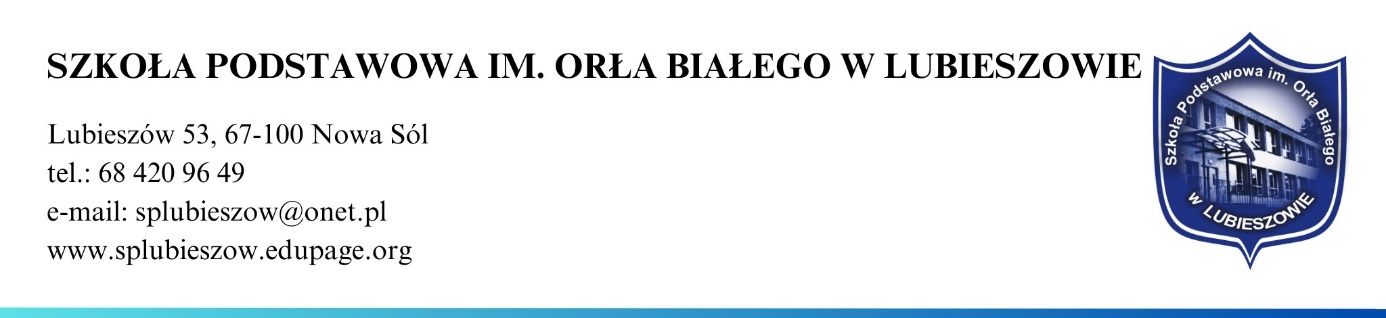 SZKOŁA PODSTAWOWA IM. ORŁA BIAŁEGO W LUBIESZOWIE
Lubieszów 53, 67-100 Nowa Sól
tel.: 68 420 96 49
e-mail: splubieszow@onet.pl
www.splubieszow.edupage.org
Szkoła Podstawowa im. Orła Białego
w LUBIESZOWIE